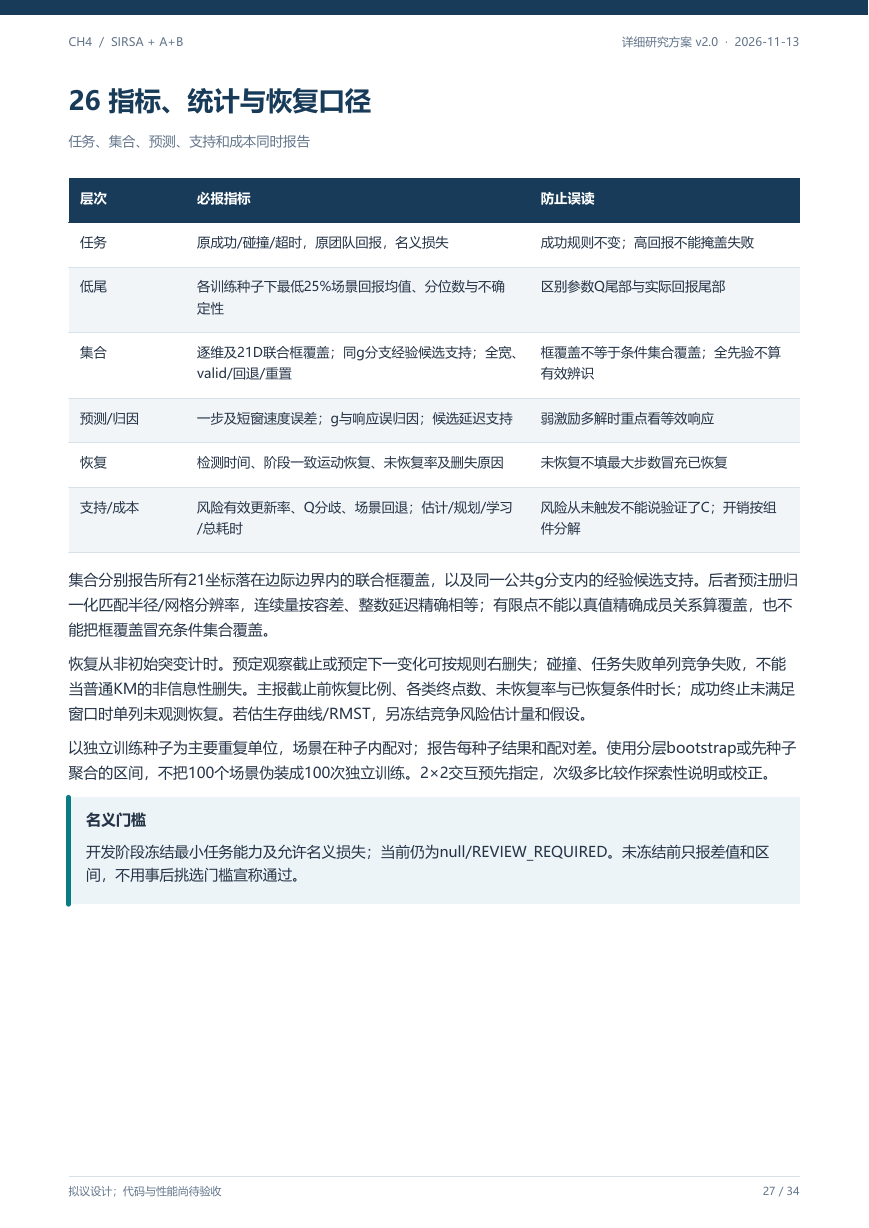 CH4 / SIRSA + A+B
详细研究方案 v2.0 · 2026-11-13
26 指标、统计与恢复口径
任务、集合、预测、支持和成本同时报告
层次 必报指标 防止误读
任务 原成功/碰撞/超时，原团队回报，名义损失 成功规则不变；高回报不能掩盖失败
低尾 各训练种子下最低25%场景回报均值、分位数与不确 区别参数Q尾部与实际回报尾部
定性
集合 逐维及21D联合框覆盖；同g分支经验候选支持；全宽、 框覆盖不等于条件集合覆盖；全先验不算
valid/回退/重置 有效辨识
预测/归因 一步及短窗速度误差；g与响应误归因；候选延迟支持 弱激励多解时重点看等效响应
恢复 检测时间、阶段一致运动恢复、未恢复率及删失原因 未恢复不填最大步数冒充已恢复
支持/成本 风险有效更新率、Q分歧、场景回退；估计/规划/学习 风险从未触发不能说验证了C；开销按组
/总耗时 件分解
集合分别报告所有21坐标落在边际边界内的联合框覆盖，以及同一公共g分支内的经验候选支持。后者预注册归
一化匹配半径/网格分辨率，连续量按容差、整数延迟精确相等；有限点不能以真值精确成员关系算覆盖，也不
能把框覆盖冒充条件集合覆盖。
恢复从非初始突变计时。预定观察截止或预定下一变化可按规则右删失；碰撞、任务失败单列竞争失败，不能
当普通KM的非信息性删失。主报截止前恢复比例、各类终点数、未恢复率与已恢复条件时长；成功终止未满足
窗口时单列未观测恢复。若估生存曲线/RMST，另冻结竞争风险估计量和假设。
以独立训练种子为主要重复单位，场景在种子内配对；报告每种子结果和配对差。使用分层bootstrap或先种子
聚合的区间，不把100个场景伪装成100次独立训练。2×2交互预先指定，次级多比较作探索性说明或校正。
名义门槛
开发阶段冻结最小任务能力及允许名义损失；当前仍为null/REVIEW_REQUIRED。未冻结前只报差值和区
间，不用事后挑选门槛宣称通过。
拟议设计；代码与性能尚待验收
27 / 34